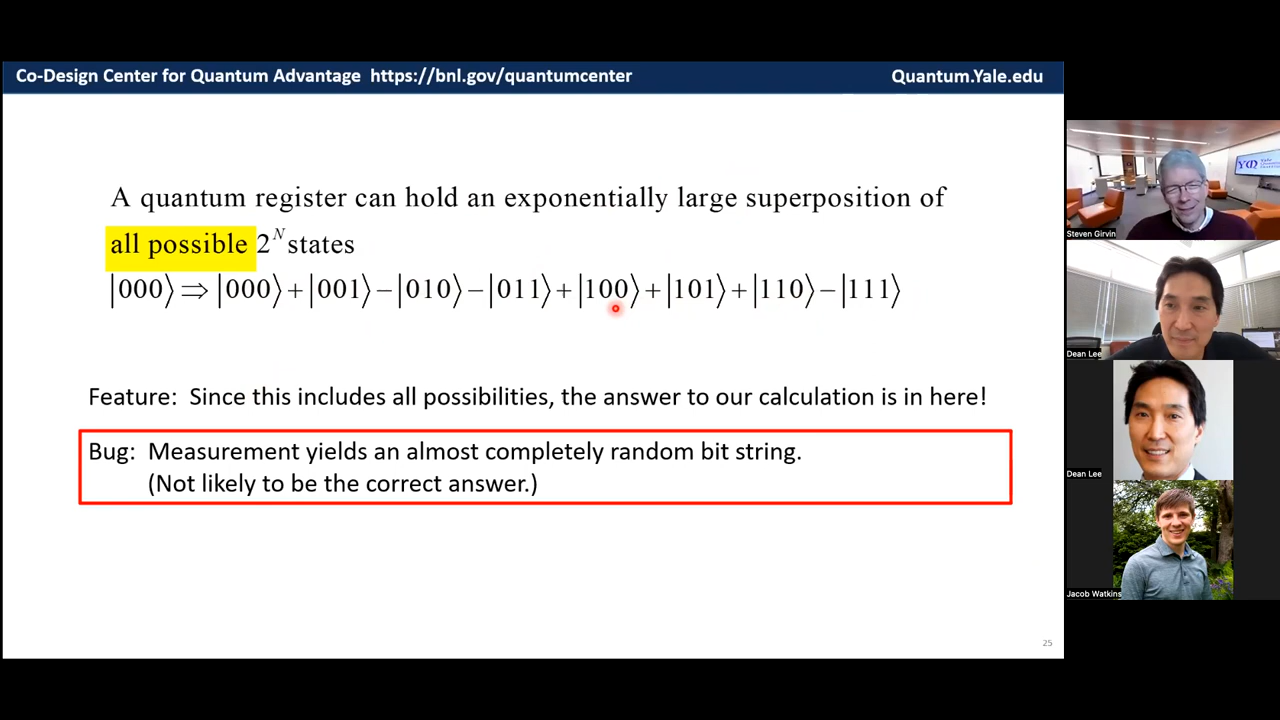 Co-Design Center for Quantum Advantage https://bnl.gov/quantumcenter
Quantum.Yale.edu
A quantum register can hold an exponentially large superposition of
all possible 2^N states
|000⟩ ⇒ |000⟩ + |001⟩ − |010⟩ − |011⟩ + |100⟩ + |101⟩ + |110⟩ − |111⟩
Feature: Since this includes all possibilities, the answer to our calculation is in here!
Bug: Measurement yields an almost completely random bit string.
(Not likely to be the correct answer.)
25
Steven Girvin
Dean Lee
Dean Lee
Jacob Watkins